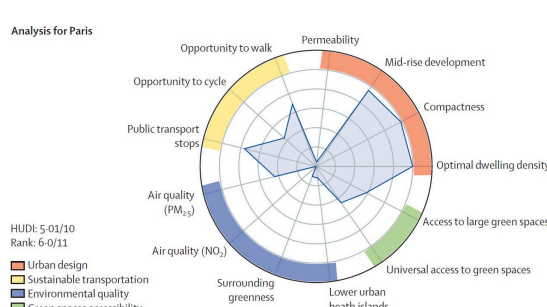 Analysis for Paris
Permeability
Opportunity to walk
Mid-rise development
Opportunity to cycle
Compactness
Public transport
stops
Optimal dwelling density
Air quality
(PM2·5)
Access to large green spaces
HUDI: 5·01/10
Rank: 6·0/11
Air quality (NO2)
Universal access to green spaces
Urban design
Sustainable transportation
Environmental quality
Surrounding
greenness
Lower urban